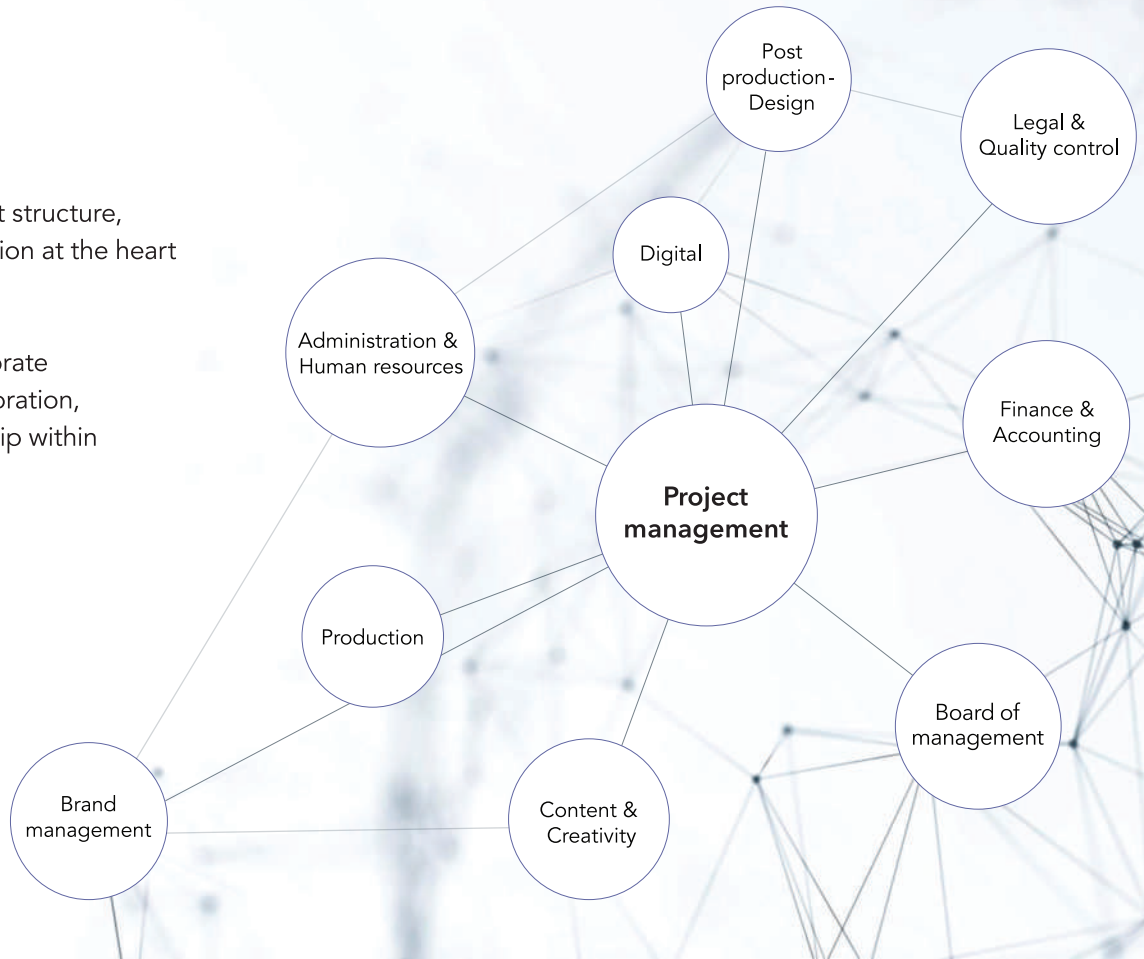 t structure,
tion at the heart
orate
oration,
ip within
Post
production-
Design
Legal &
Quality control
Digital
Administration &
Human resources
Finance &
Accounting
Project
management
Production
Board of
management
Brand
management
Content &
Creativity